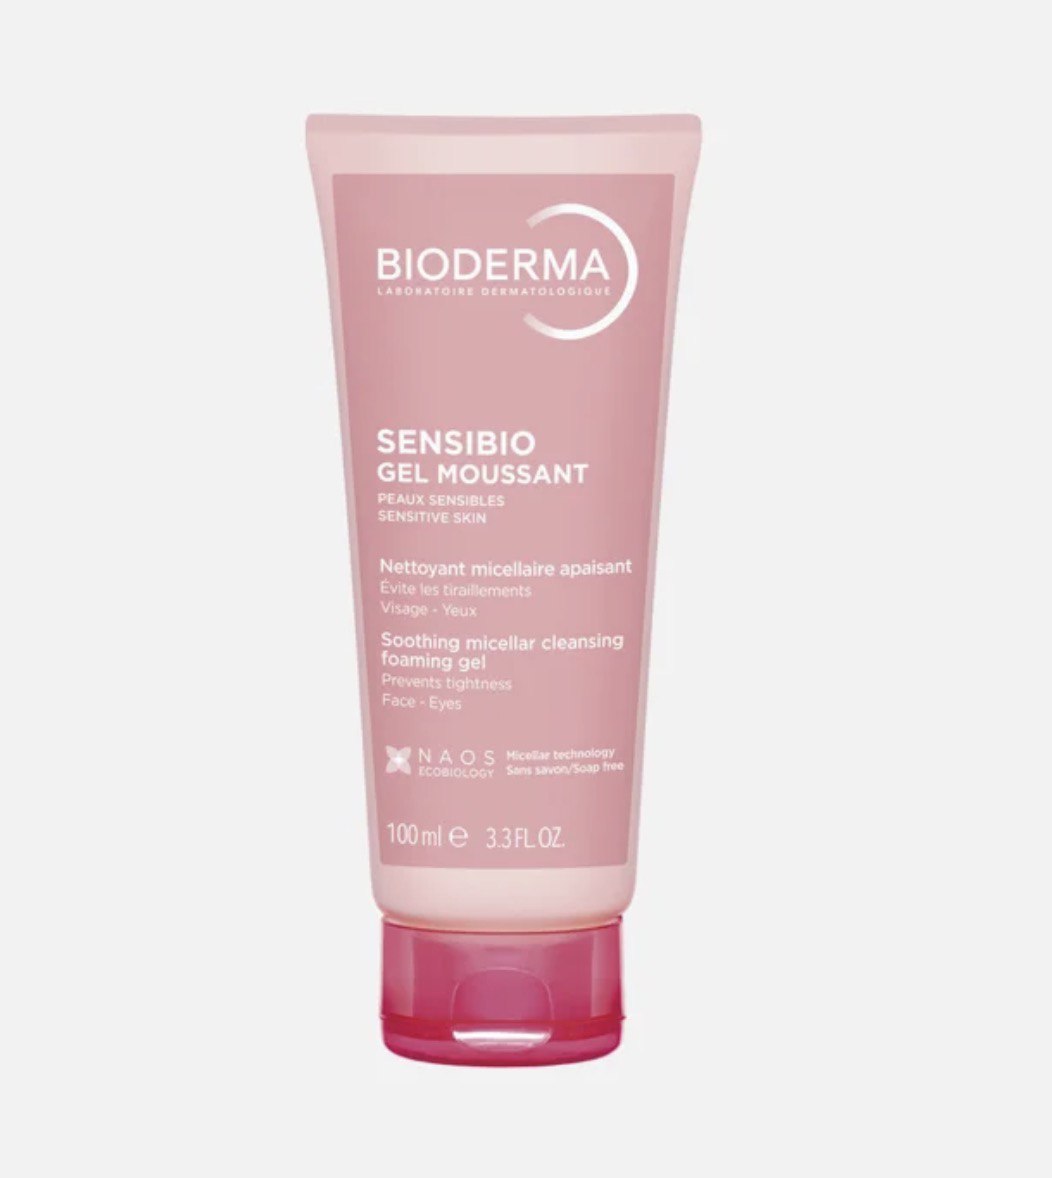 BIODERMA
LABORATOIRE DERMATOLOGIQUE
SENSIBIO
GEL MOUSSANT
PEAUX SENSIBLES
SENSITIVE SKIN
Nettoyant micellaire apaisant
Évite les tiraillements
Visage - Yeux
Soothing micellar cleansing
foaming gel
Prevents tightness
Face - Eyes
NAOS
ECOBIOLOGY
Micellar technology
Sans savon/Soap free
100 ml ℮ 3.3 FL. OZ.